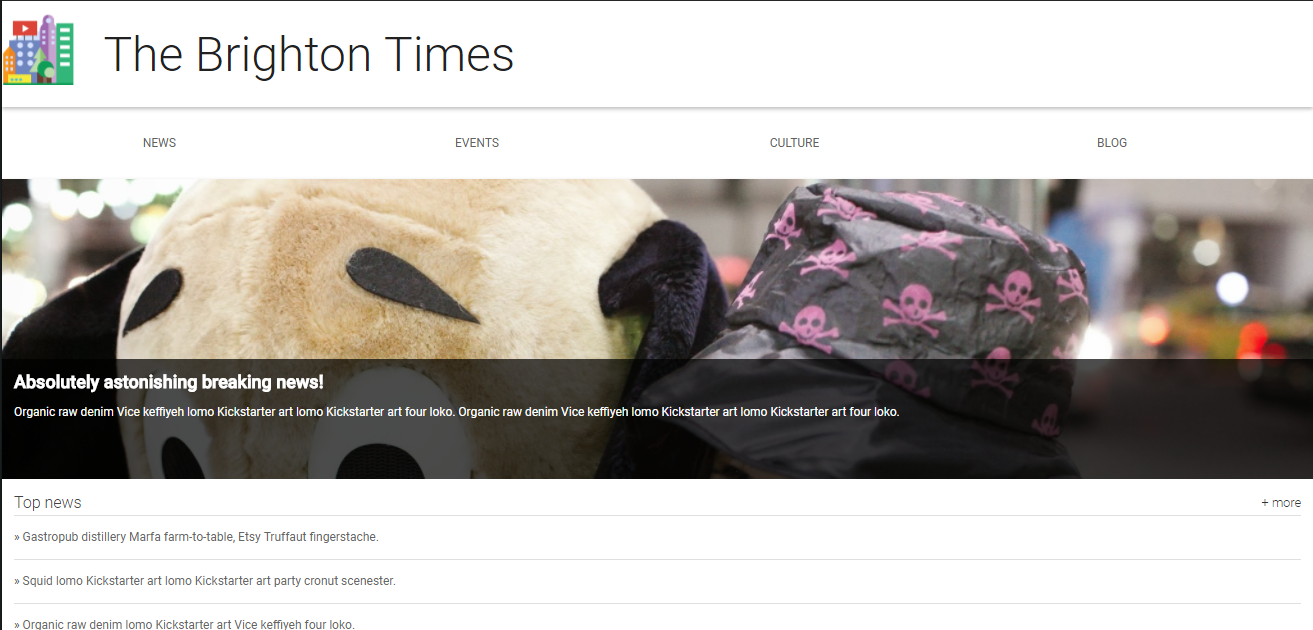 The Brighton Times
NEWS EVENTS CULTURE BLOG
Absolutely astonishing breaking news!
Organic raw denim Vice keffiyeh lomo Kickstarter art lomo Kickstarter art four loko. Organic raw denim Vice keffiyeh lomo Kickstarter art lomo Kickstarter art four loko.
Top news + more
» Gastropub distillery Marfa farm-to-table, Etsy Truffaut fingerstache.
» Squid lomo Kickstarter art lomo Kickstarter art party cronut scenester.
» Organic raw denim lomo Kickstarter art Vice keffiyeh four loko.